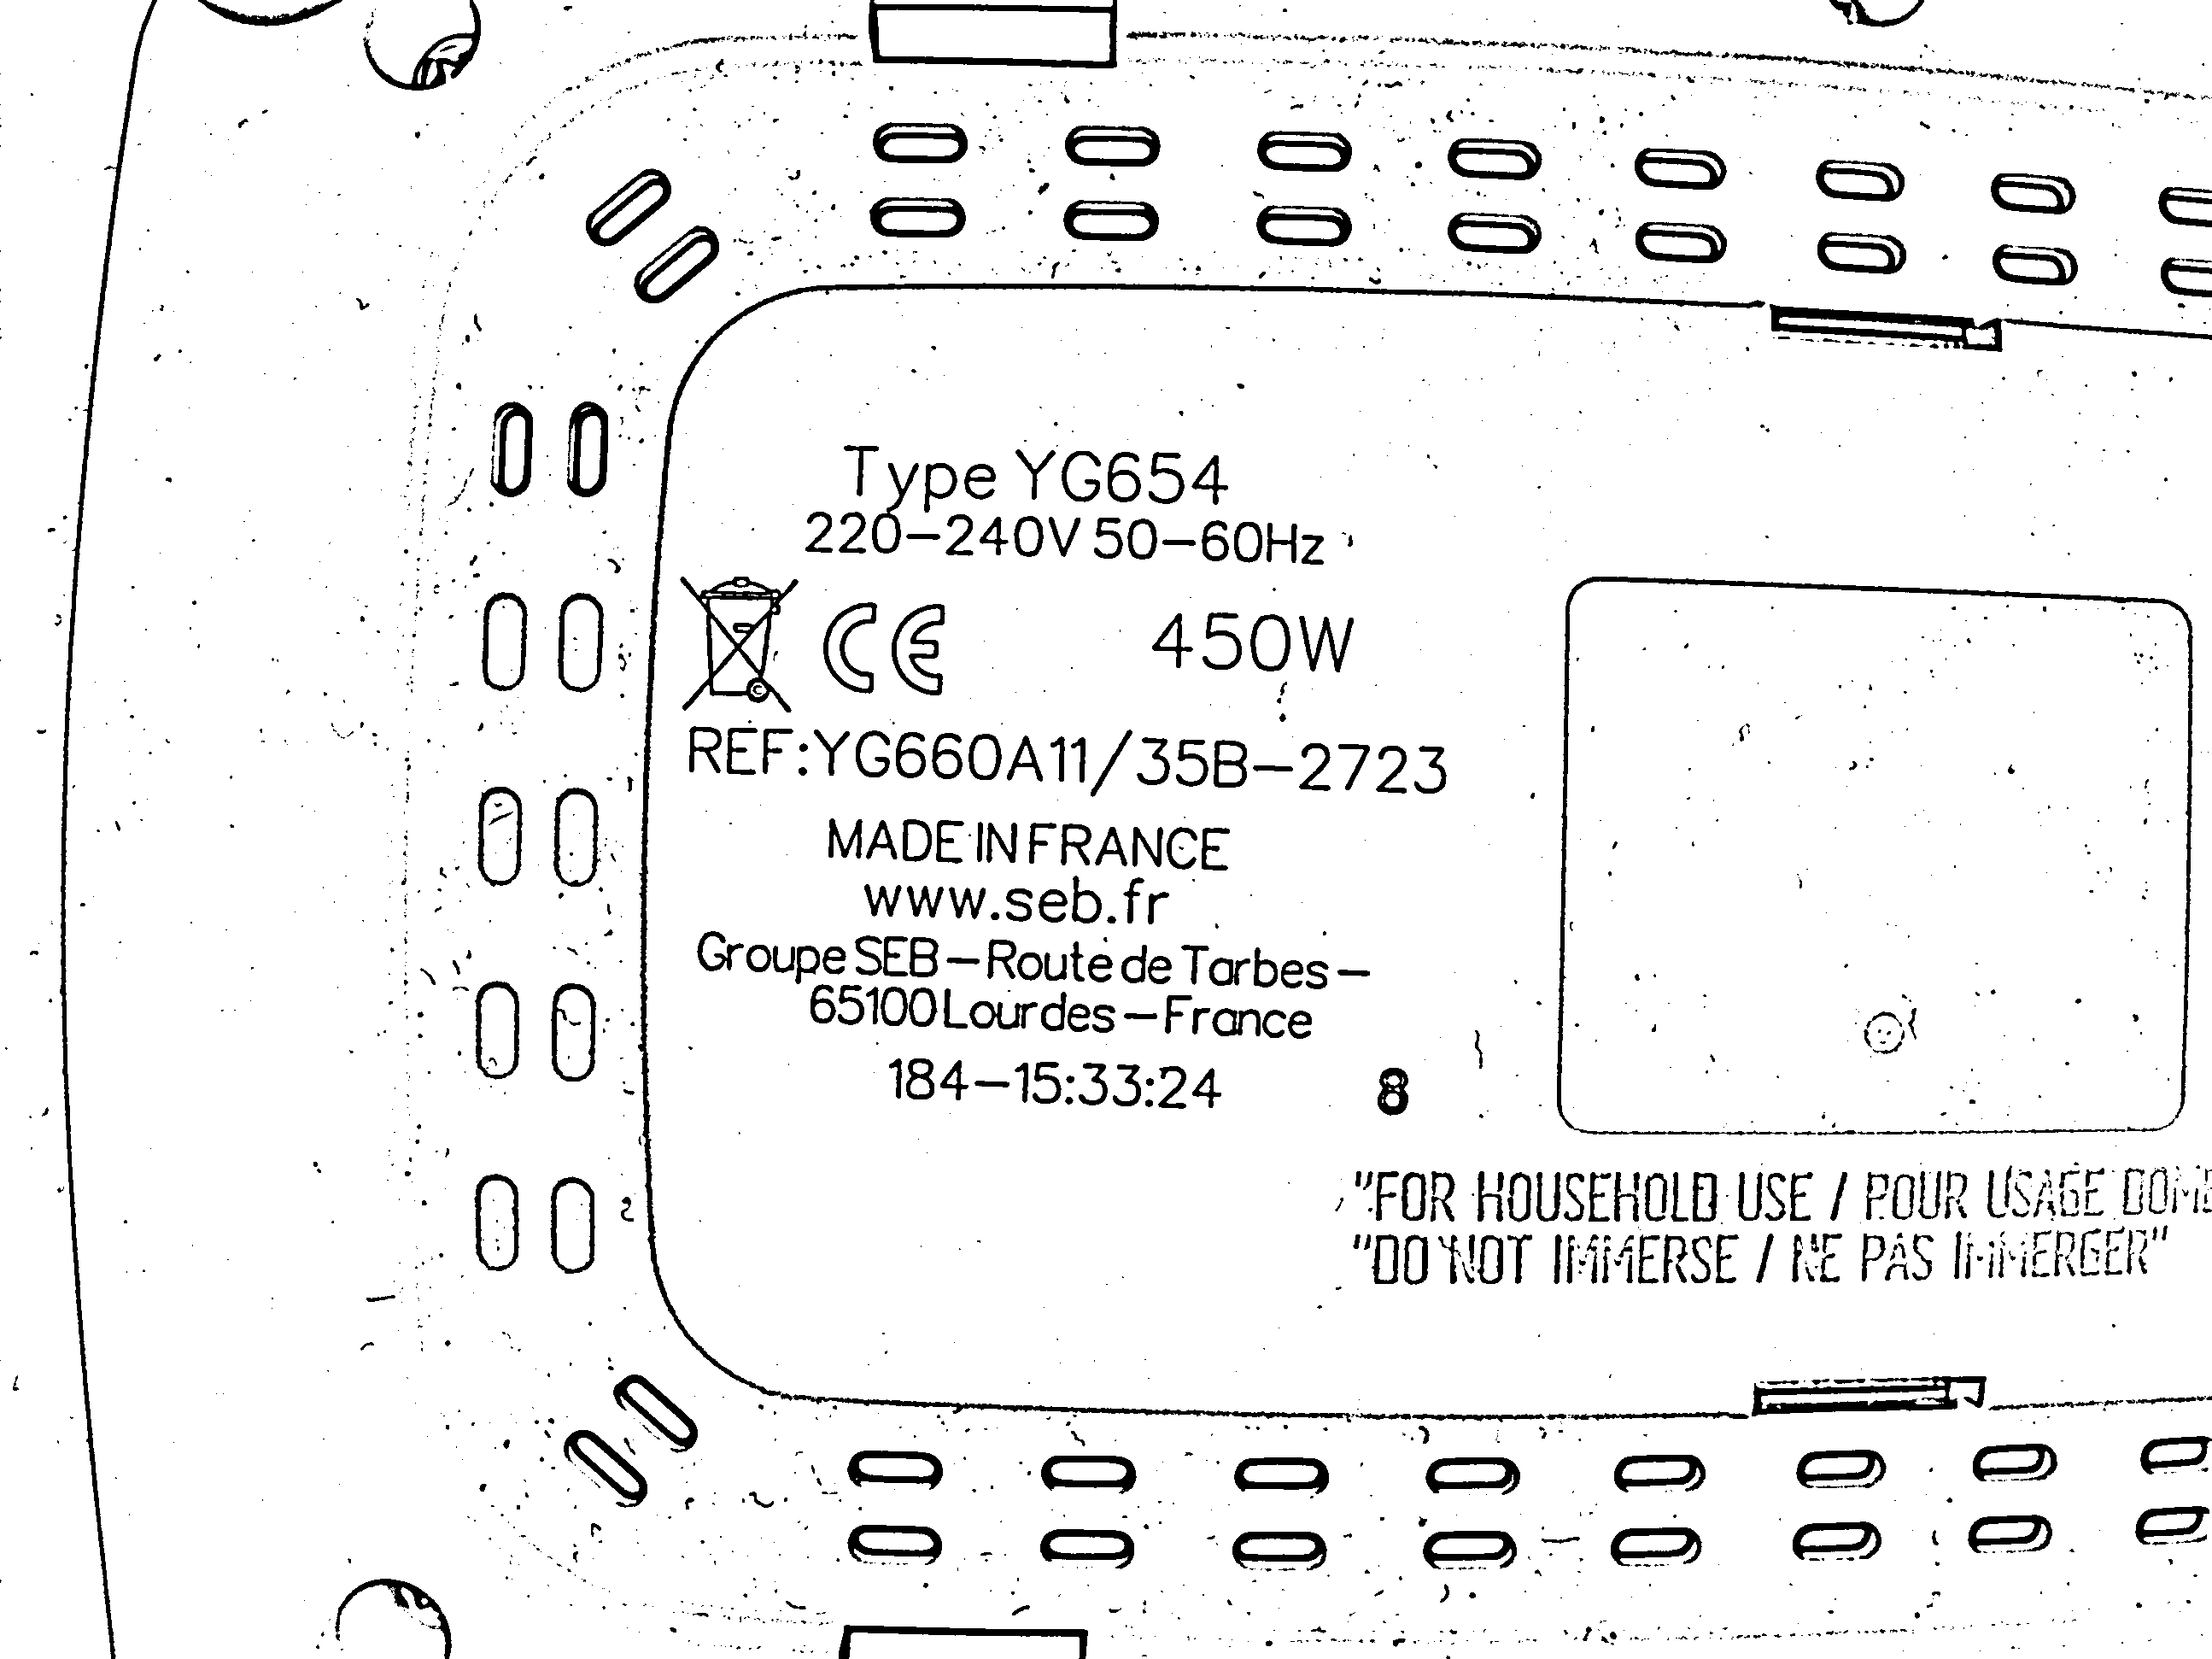 Type YG654
220-240V 50-60Hz
CE 450W
REF:YG660A11/35B-2723
MADE IN FRANCE
www.seb.fr
Groupe SEB - Route de Tarbes -
65100 Lourdes - France
184-15:33:24
8
"FOR HOUSEHOLD USE / POUR USAGE DOME
"DO NOT IMMERSE / NE PAS IMMERGER"